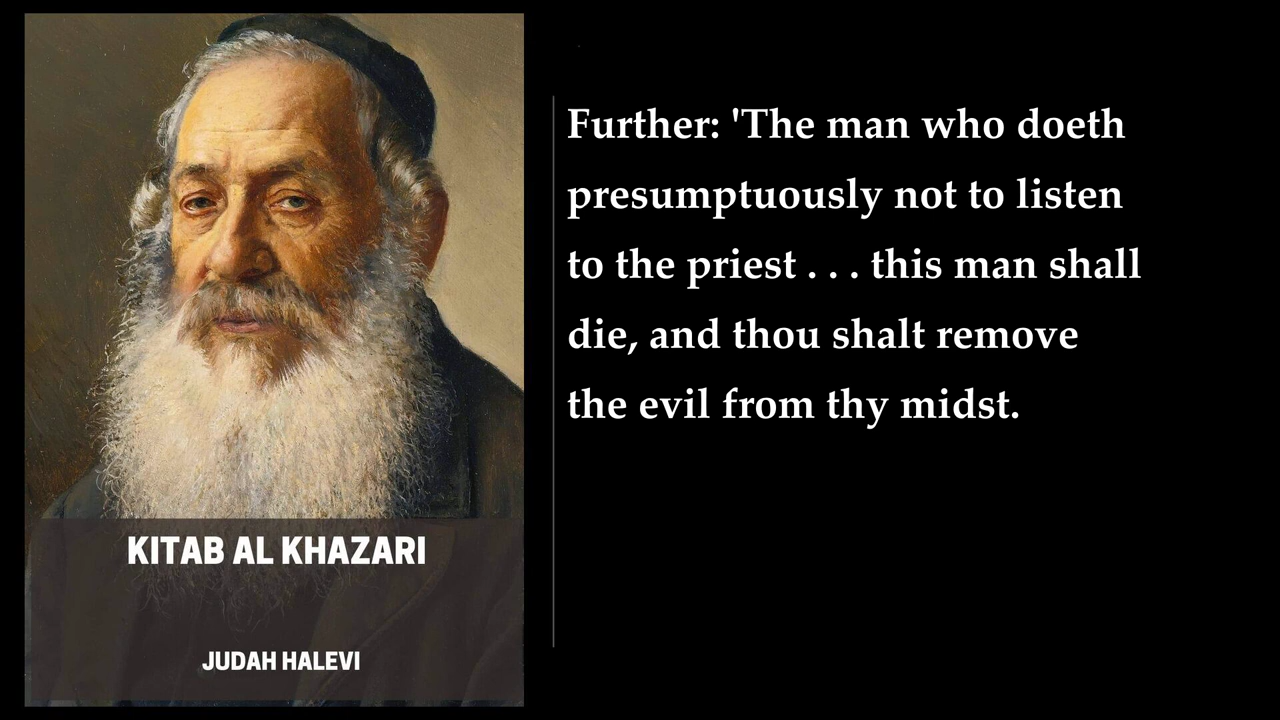 KITAB AL KHAZARI
JUDAH HALEVI
Further: 'The man who doeth
presumptuously not to listen
to the priest . . . this man shall
die, and thou shalt remove
the evil from thy midst.